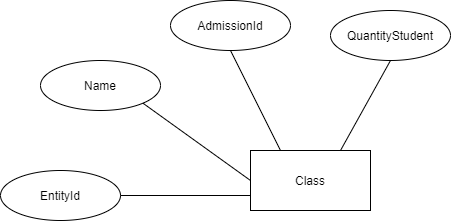 AdmissionId
QuantityStudent
Name
Class
EntityId